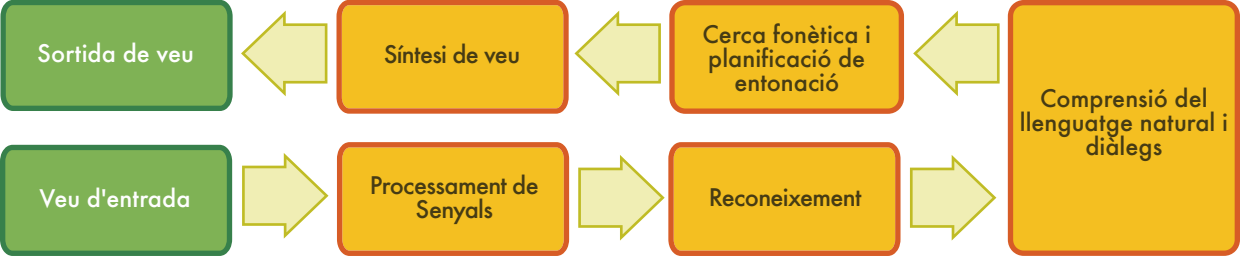 Sortida de veu
Síntesi de veu
Cerca fonètica i
planificació de
entonació
Comprensió del
llenguatge natural i
diàlegs
Veu d'entrada
Processament de
Senyals
Reconeixement